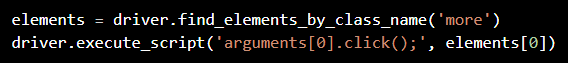 elements = driver.find_elements_by_class_name('more')
driver.execute_script('arguments[0].click();', elements[0])